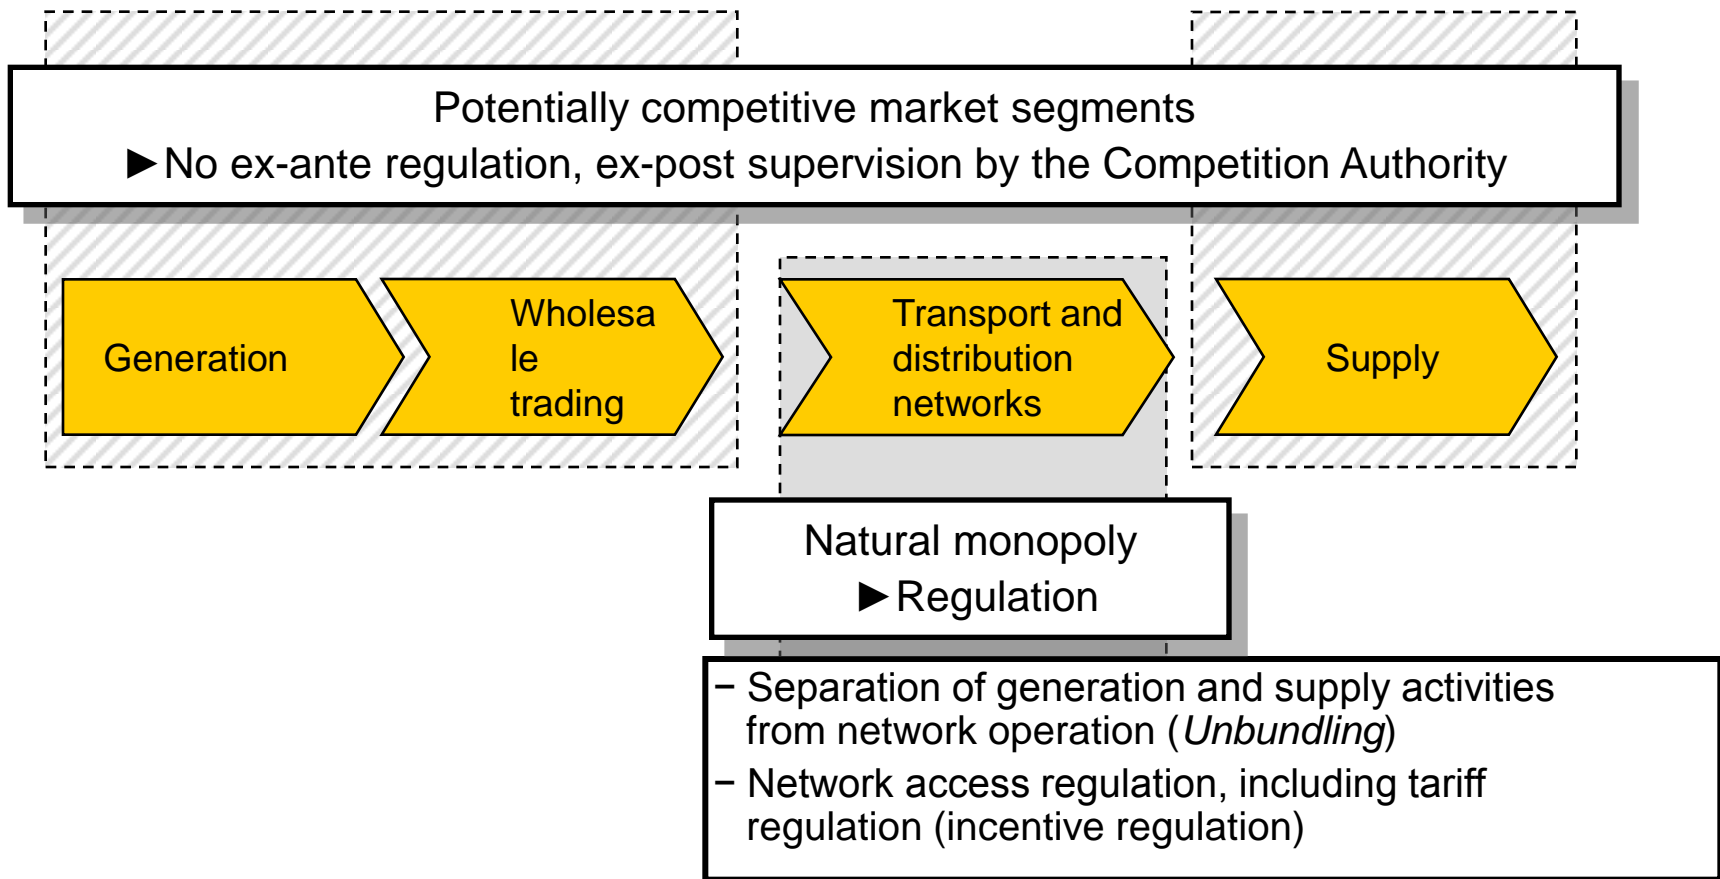 Potentially competitive market segments
►No ex-ante regulation, ex-post supervision by the Competition Authority
Generation
Wholesa
le
trading
Transport and
distribution
networks
Supply
Natural monopoly
►Regulation
− Separation of generation and supply activities
from network operation (Unbundling)
− Network access regulation, including tariff
regulation (incentive regulation)